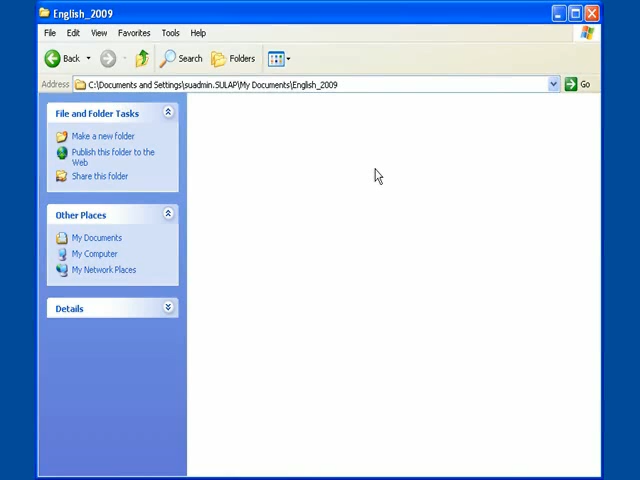 English_2009
File Edit View Favorites Tools Help
Back Search Folders
Address C:\Documents and Settings\suadmin.SULAP\My Documents\English_2009 Go
File and Folder Tasks
Make a new folder
Publish this folder to the
Web
Share this folder
Other Places
My Documents
My Computer
My Network Places
Details